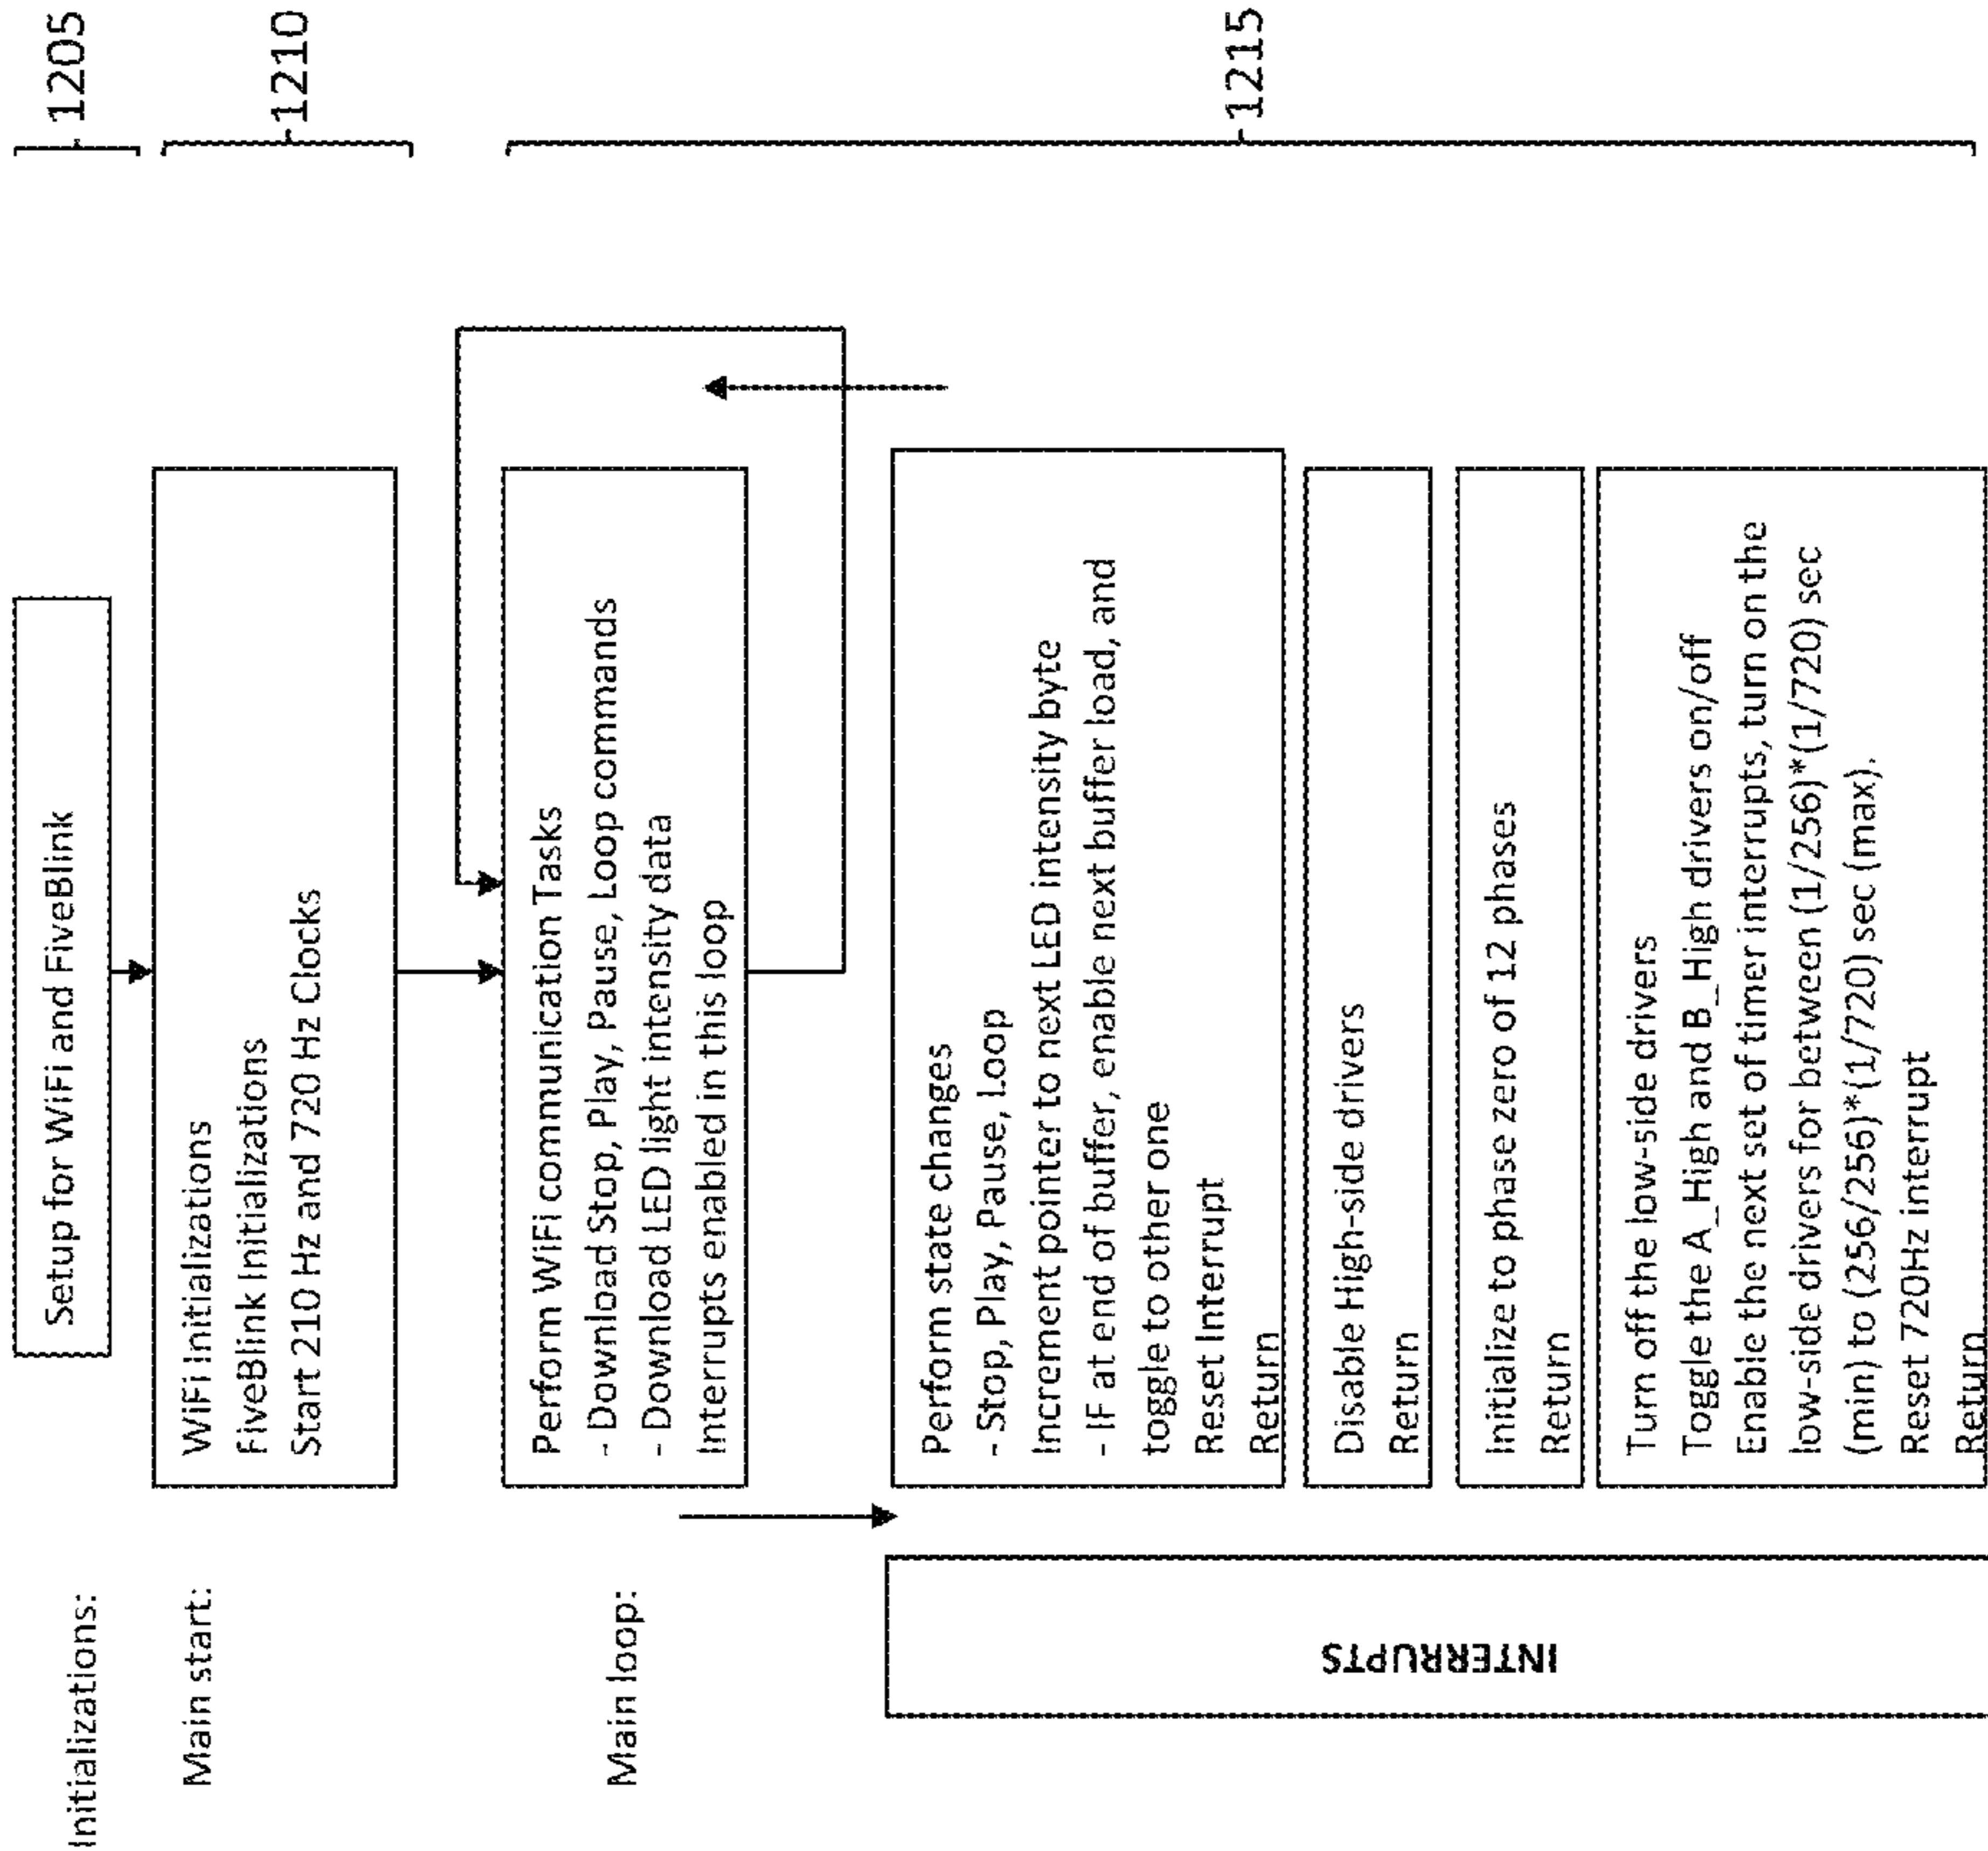 Initializations:
Setup for WiFi and FiveBlink
1205
Main start:
WiFi Initializations
FiveBlink Initializations
Start 210 Hz and 720 Hz Clocks
1210
Main loop:
Perform WiFi communication Tasks
- Download Stop, Play, Pause, Loop commands
- Download LED light intensity data
Interrupts enabled in this loop
1215
INTERRUPTS
Perform state changes
- Stop, Play, Pause, Loop
Increment pointer to next LED intensity byte
- IF at end of buffer, enable next buffer load, and
toggle to other one
Reset Interrupt
Return
Disable High-side drivers
Return
Initialize to phase zero of 12 phases
Return
Turn off the low-side drivers
Toggle the A_High and B_High drivers on/off
Enable the next set of timer interrupts, turn on the
low-side drivers for between (1/256)*(1/720) sec
(min) to (256/256)*(1/720) sec (max).
Reset 720Hz interrupt
Return